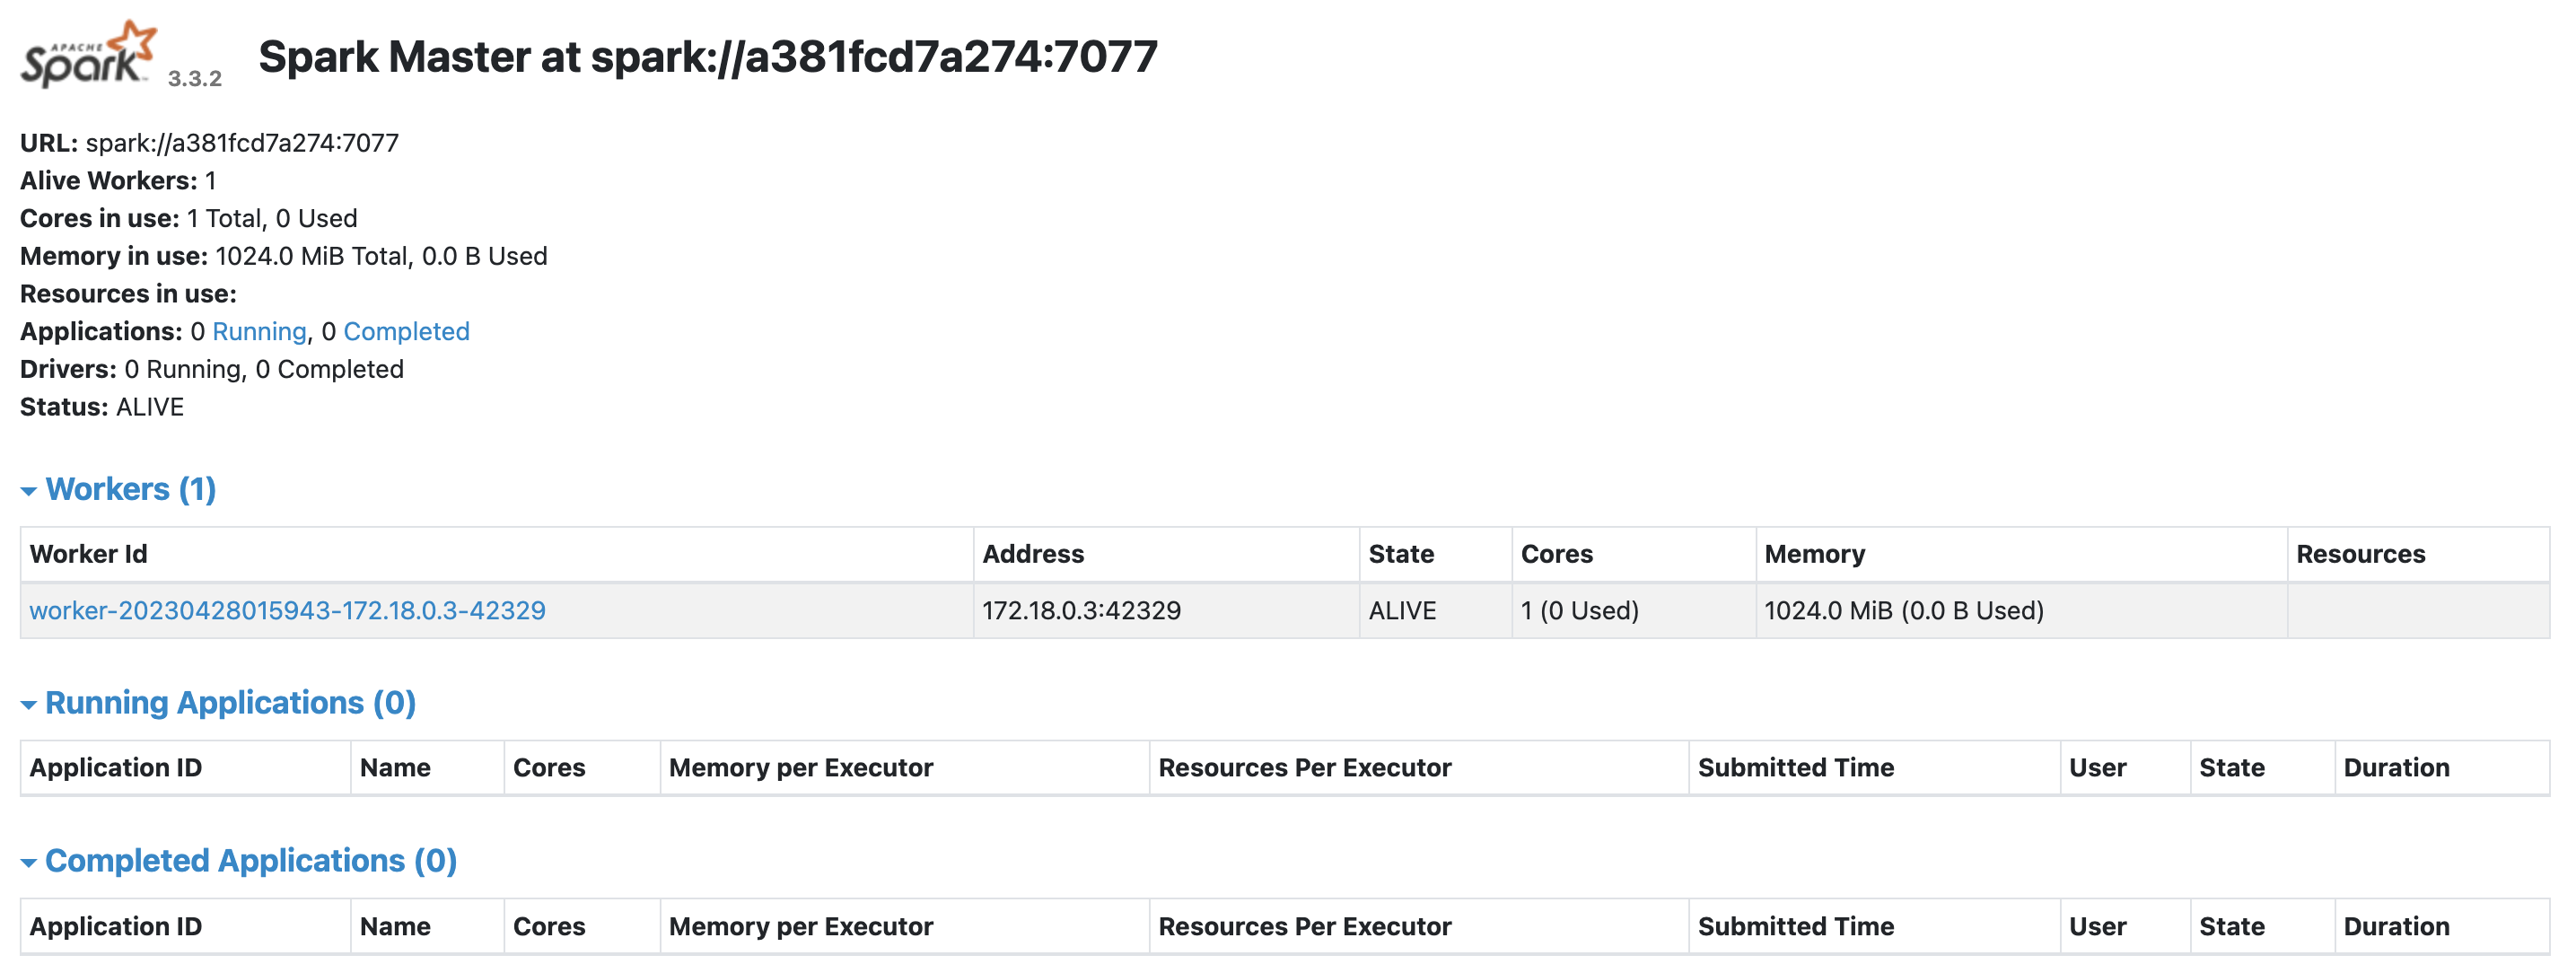 APACHE
Spark 3.3.2 Spark Master at spark://a381fcd7a274:7077
URL: spark://a381fcd7a274:7077
Alive Workers: 1
Cores in use: 1 Total, 0 Used
Memory in use: 1024.0 MiB Total, 0.0 B Used
Resources in use:
Applications: 0 Running, 0 Completed
Drivers: 0 Running, 0 Completed
Status: ALIVE
Workers (1)
Worker Id Address State Cores Memory Resources
worker-20230428015943-172.18.0.3-42329 172.18.0.3:42329 ALIVE 1 (0 Used) 1024.0 MiB (0.0 B Used)
Running Applications (0)
Application ID Name Cores Memory per Executor Resources Per Executor Submitted Time User State Duration
Completed Applications (0)
Application ID Name Cores Memory per Executor Resources Per Executor Submitted Time User State Duration